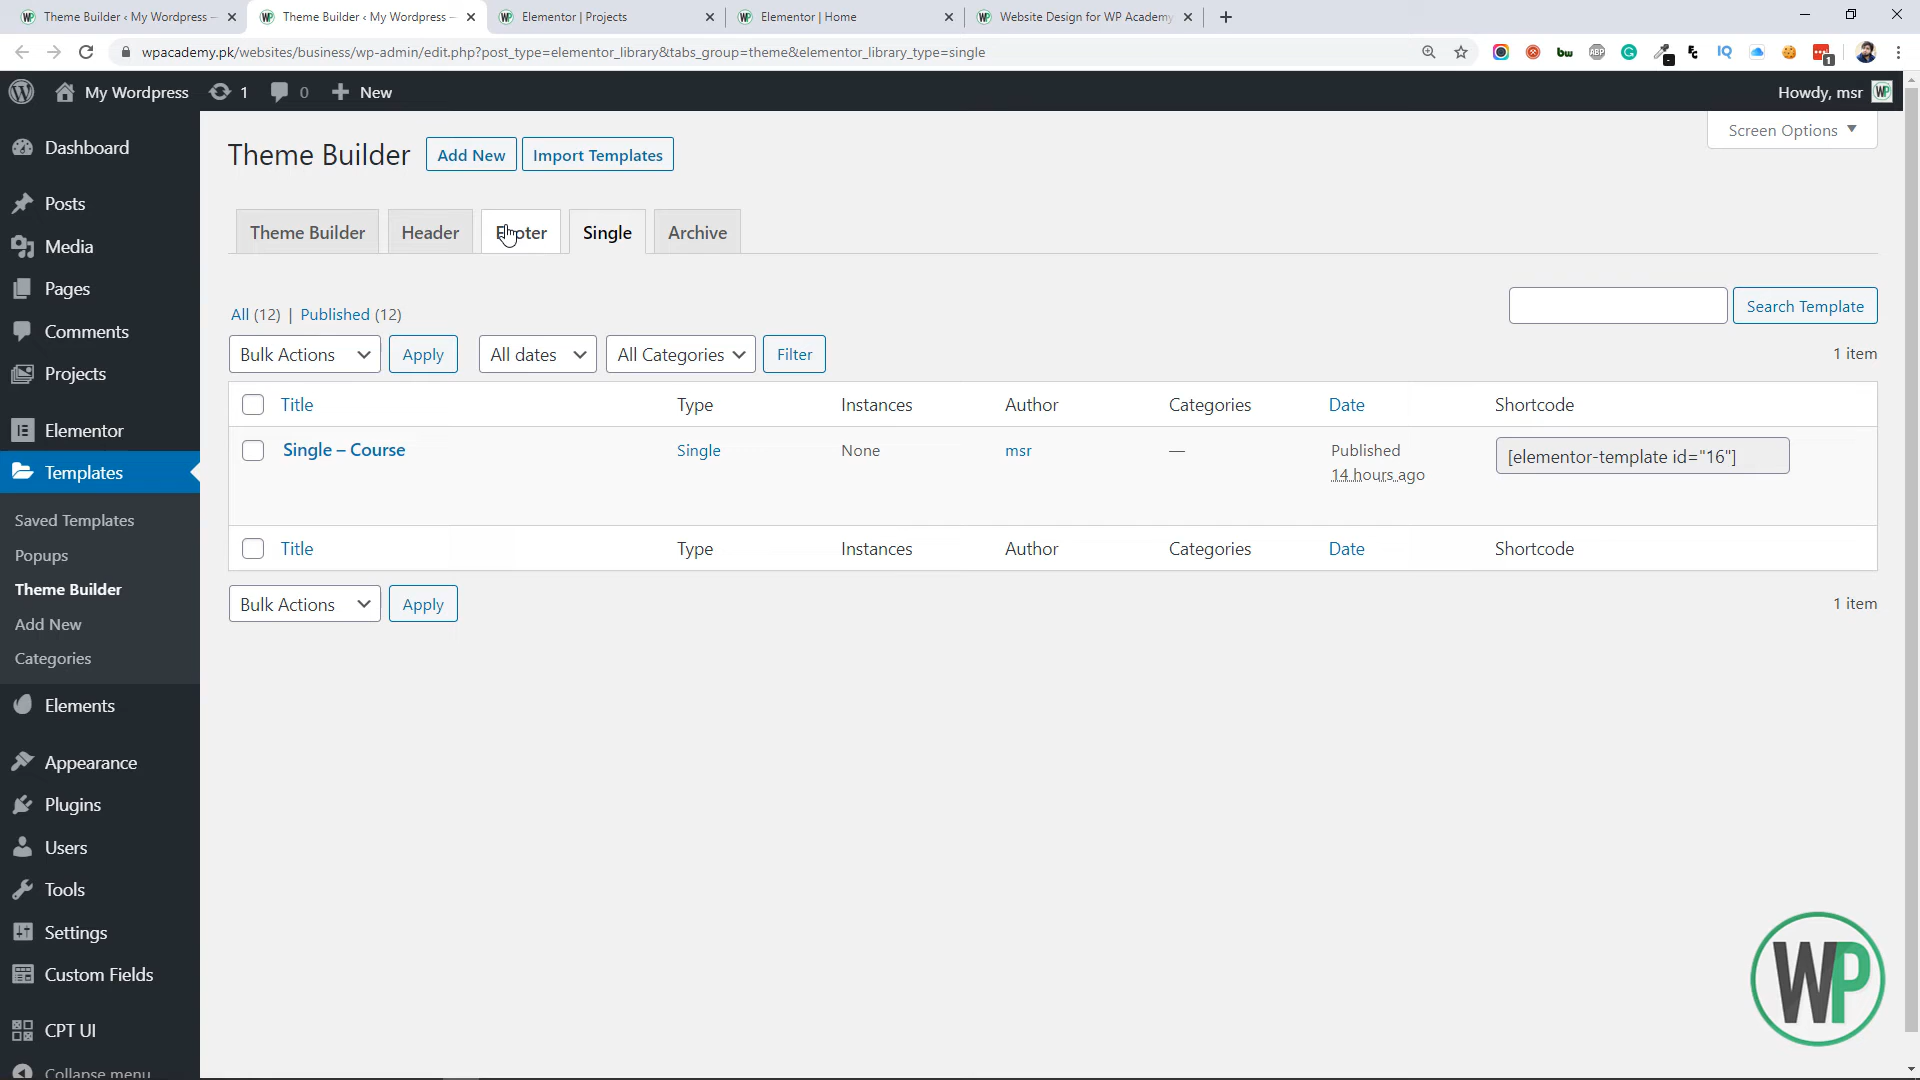 Theme Builder ‹ My Wordpress —
Theme Builder ‹ My Wordpress —
Elementor | Projects
Elementor | Home
Website Design for WP Academy
wpacademy.pk/websites/business/wp-admin/edit.php?post_type=elementor_library&tabs_group=theme&elementor_library_type=single
My Wordpress
1
0
New
Howdy, msr
Screen Options
Dashboard
Posts
Media
Pages
Comments
Projects
Elementor
Templates
Saved Templates
Popups
Theme Builder
Add New
Categories
Elements
Appearance
Plugins
Users
Tools
Settings
Custom Fields
CPT UI
Collapse menu
Theme Builder
Add New
Import Templates
Theme Builder
Header
Footer
Single
Archive
All (12) | Published (12)
Search Template
Bulk Actions
Apply
All dates
All Categories
Filter
1 item
Title Type Instances Author Categories Date Shortcode
Single – Course Single None msr — Published [elementor-template id="16"]
14 hours ago
Title Type Instances Author Categories Date Shortcode
Bulk Actions
Apply
1 item
WP